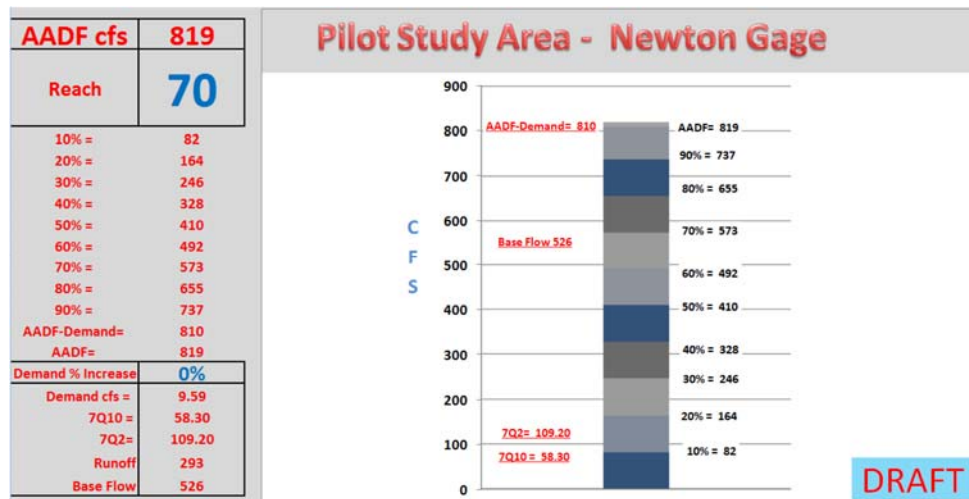 AADF cfs 819
Reach 70
10% = 82
20% = 164
30% = 246
40% = 328
50% = 410
60% = 492
70% = 573
80% = 655
90% = 737
AADF-Demand= 810
AADF= 819
Demand % Increase 0%
Demand cfs = 9.59
7Q10 = 58.30
7Q2= 109.20
Runoff 293
Base Flow 526
Pilot Study Area - Newton Gage
900
800
700
600
500
400
300
200
100
0
C
F
S
AADF-Demand= 810
Base Flow 526
7Q2= 109.20
7Q10 = 58.30
AADF= 819
90% = 737
80% = 655
70% = 573
60% = 492
50% = 410
40% = 328
30% = 246
20% = 164
10% = 82
DRAFT